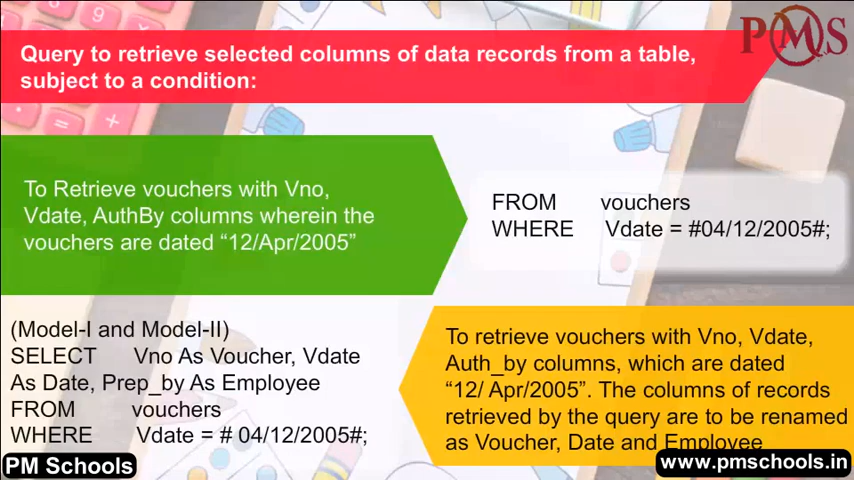 PMS
Query to retrieve selected columns of data records from a table,
subject to a condition:
To Retrieve vouchers with Vno,
Vdate, AuthBy columns wherein the
vouchers are dated “12/Apr/2005”
FROM vouchers
WHERE Vdate = #04/12/2005#;
(Model-I and Model-II)
SELECT Vno As Voucher, Vdate
As Date, Prep_by As Employee
FROM vouchers
WHERE Vdate = # 04/12/2005#;
To retrieve vouchers with Vno, Vdate,
Auth_by columns, which are dated
“12/ Apr/2005”. The columns of records
retrieved by the query are to be renamed
as Voucher, Date and Employee
PM Schools
www.pmschools.in